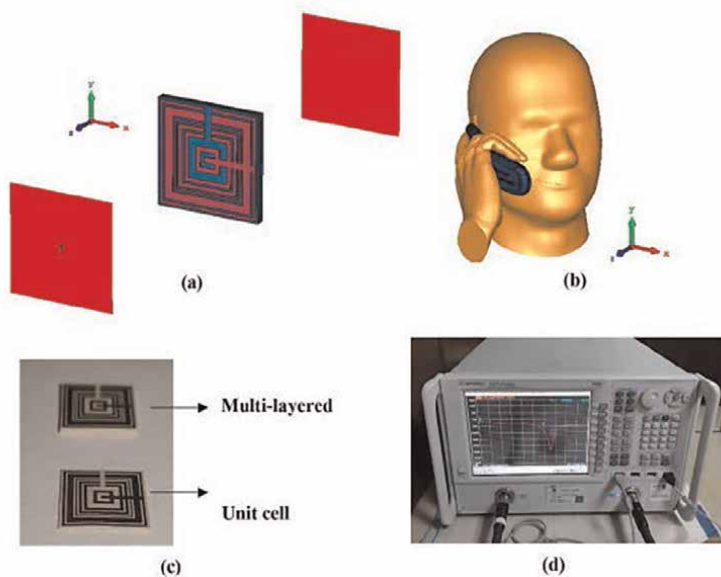 Y
x
z
(a)
Y
x
z
(b)
Multi-layered
Unit cell
(c)
(d)